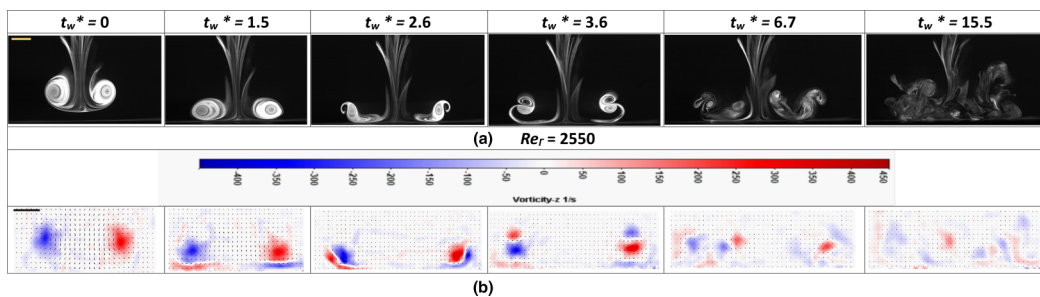 t_w* = 0 t_w* = 1.5 t_w* = 2.6 t_w* = 3.6 t_w* = 6.7 t_w* = 15.5
(a) Re_Γ = 2550
-400 -350 -300 -250 -200 -150 -100 -50 0 50 100 150 200 250 300 350 400 450
Vorticity-z 1/s
(b)